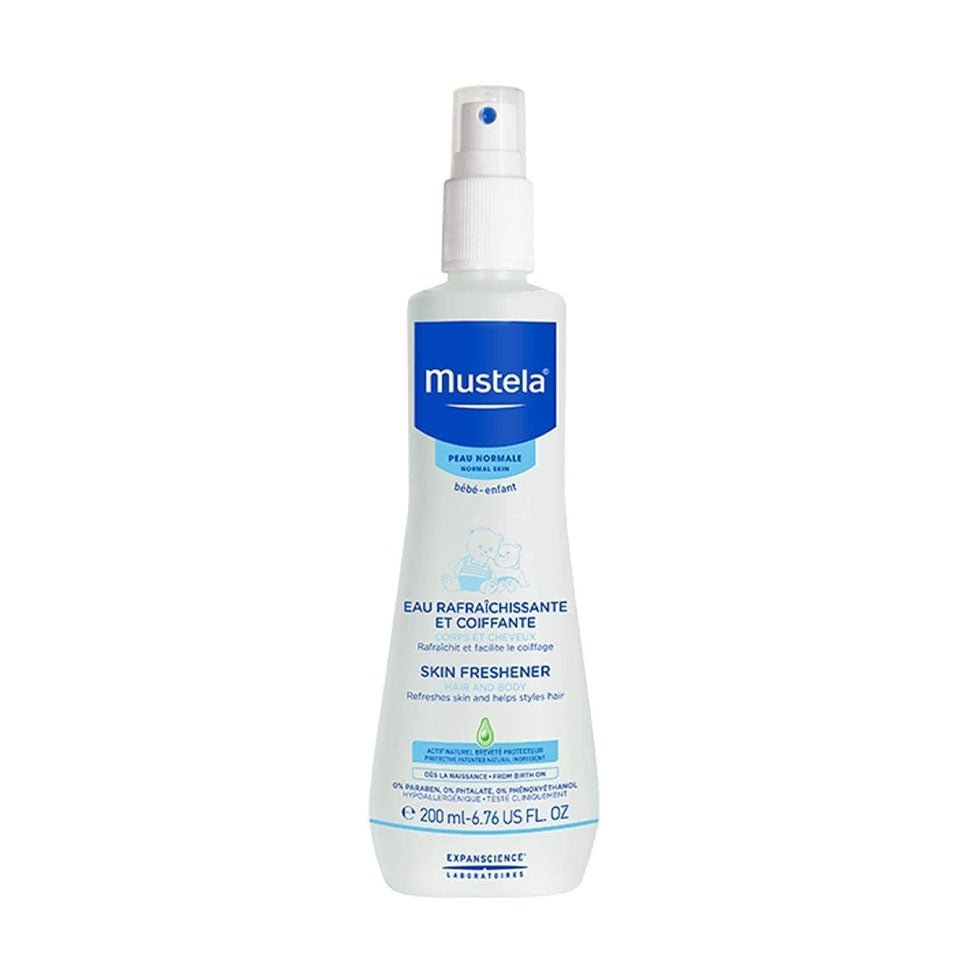 Mustela©
PEAU NORMALE
NORMAL SKIN
bébé-enfant
EAU RAFRAÎCHISSANTE
ET COIFFANTE
CORPS ET CHEVEUX
Rafraîchit et facilite le coiffage
SKIN FRESHENER
HAIR AND BODY
Refreshes skin and helps styles hair
ACTIF NATUREL BREVETÉ PROTECTEUR
PROTECTIVE PATENTED NATURAL INGREDIENT
DÈS LA NAISSANCE • FROM BIRTH ON
0% PARABEN, 0% PHTALATE, 0% PHÉNOXYÉTHANOL
HYPOALLERGÉNIQUE • TESTÉ CLINIQUEMENT
℮ 200 ml-6.76 US FL. OZ
EXPANSCIENCE
LABORATOIRES